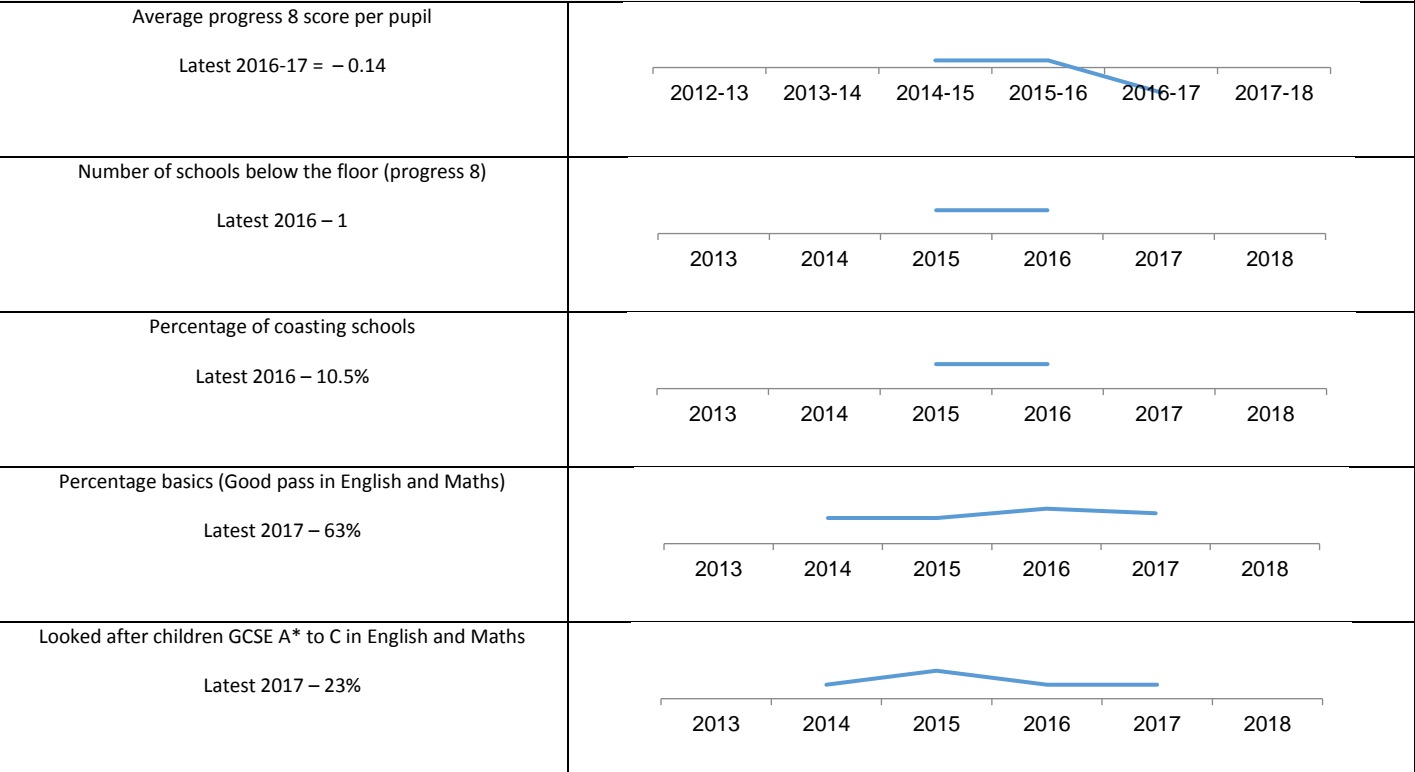 Average progress 8 score per pupil
Latest 2016-17 = – 0.14
2012-13 2013-14 2014-15 2015-16 2016-17 2017-18
Number of schools below the floor (progress 8)
Latest 2016 – 1
2013 2014 2015 2016 2017 2018
Percentage of coasting schools
Latest 2016 – 10.5%
2013 2014 2015 2016 2017 2018
Percentage basics (Good pass in English and Maths)
Latest 2017 – 63%
2013 2014 2015 2016 2017 2018
Looked after children GCSE A* to C in English and Maths
Latest 2017 – 23%
2013 2014 2015 2016 2017 2018